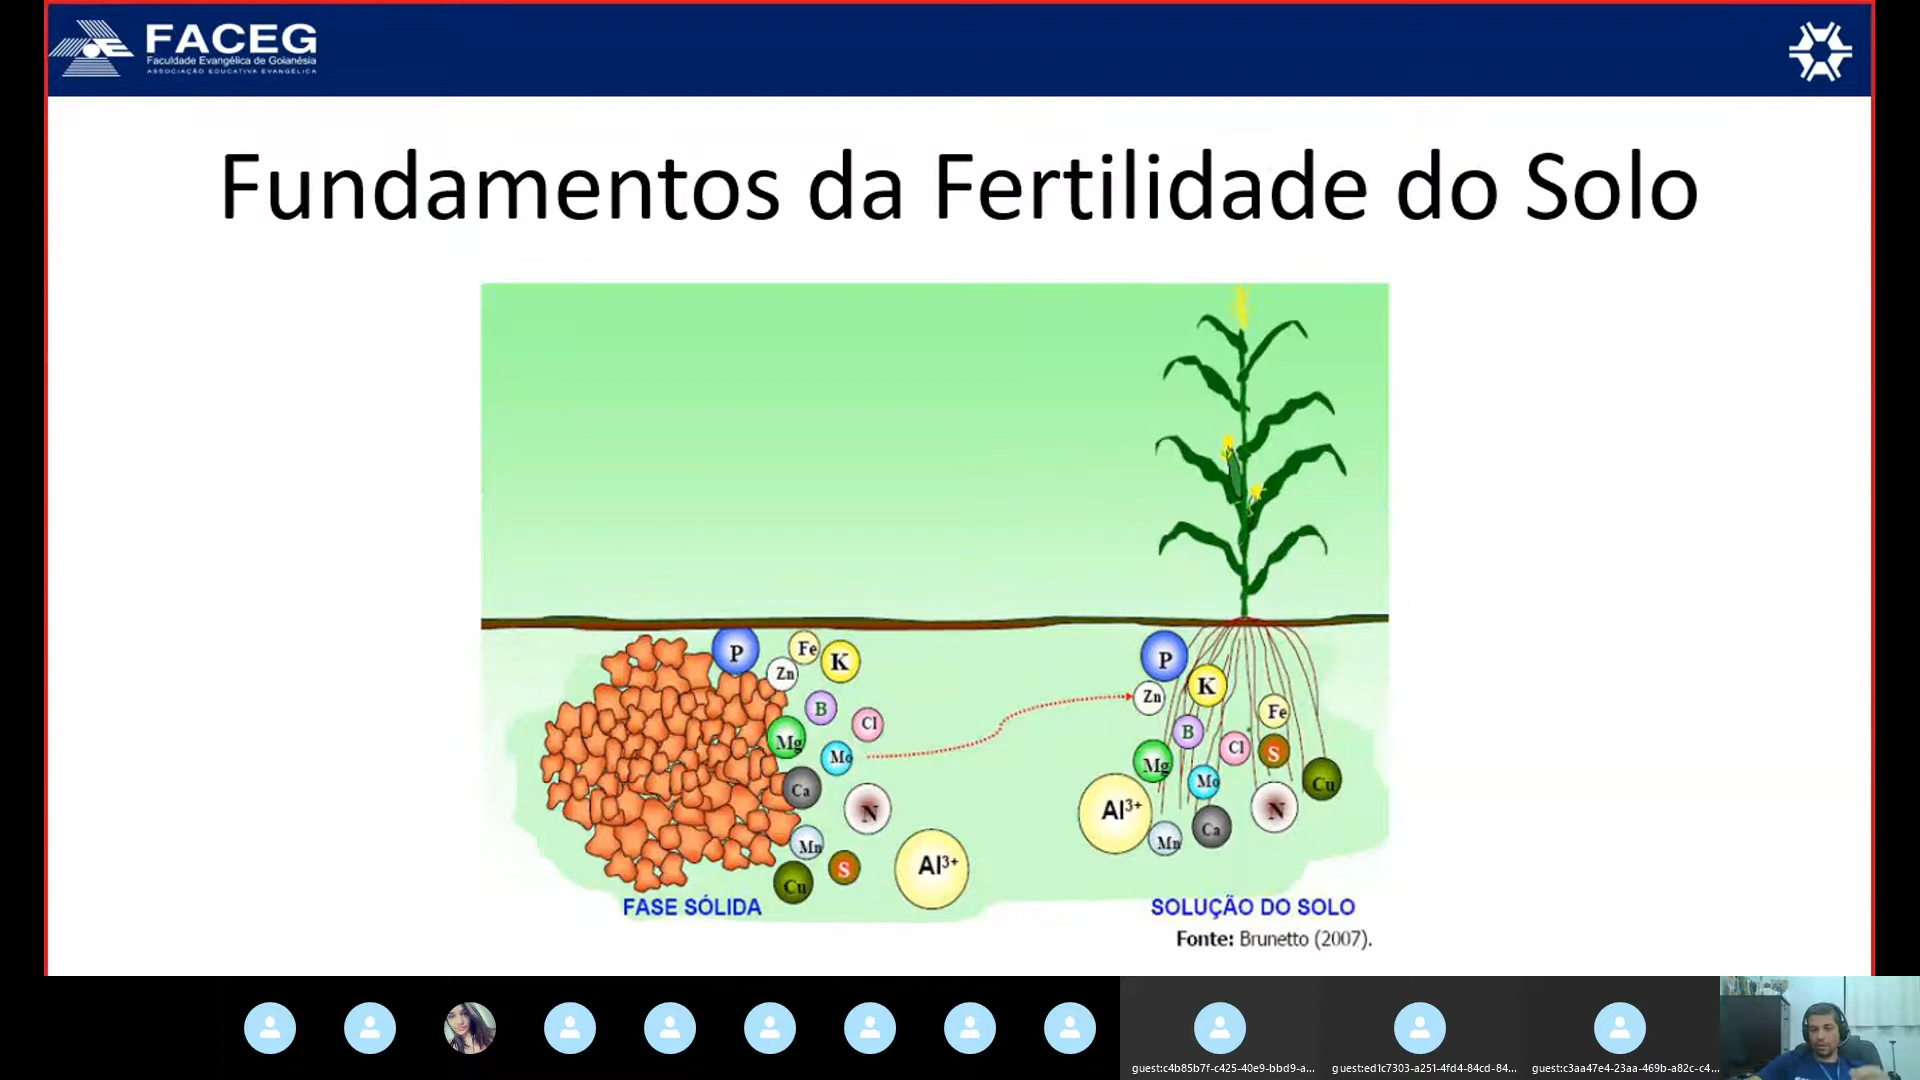 FACEG
Faculdade Evangélica de Goianésia
ASSOCIAÇÃO EDUCATIVA EVANGÉLICA
Fundamentos da Fertilidade do Solo
P
Fe
K
Zn
B
Cl
Mg
Mo
Ca
N
Mn
S
Cu
Al³⁺
P
Zn
K
Fe
B
Cl
S
Mg
Mo
Cu
Al³⁺
N
Mn
Ca
FASE SÓLIDA
SOLUÇÃO DO SOLO
Fonte: Brunetto (2007).
guest:c4b85b7f-c425-40e9-bbd9-a...
guest:ed1c7303-a251-4fd4-84cd-84...
guest:c3aa47e4-23aa-469b-a82c-c4...